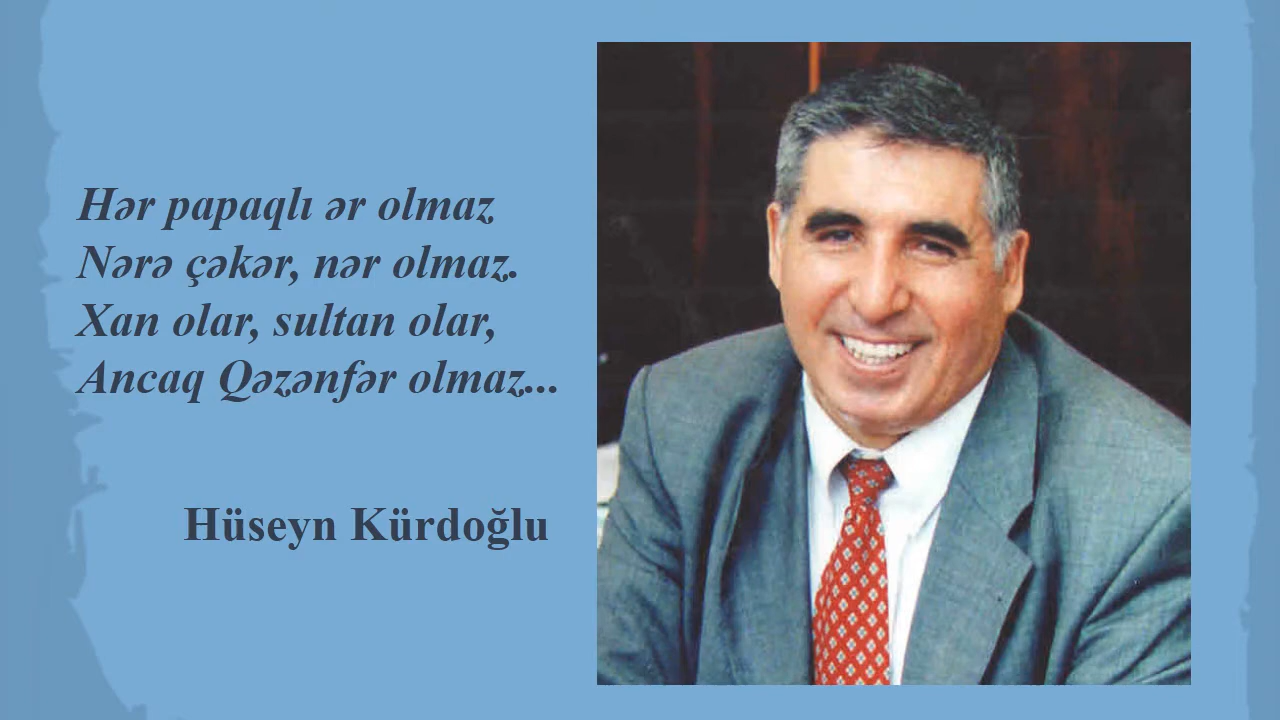 Hər papaqlı ər olmaz
Nərə çəkər, nər olmaz.
Xan olar, sultan olar,
Ancaq Qəzənfər olmaz...
Hüseyn Kürdoğlu